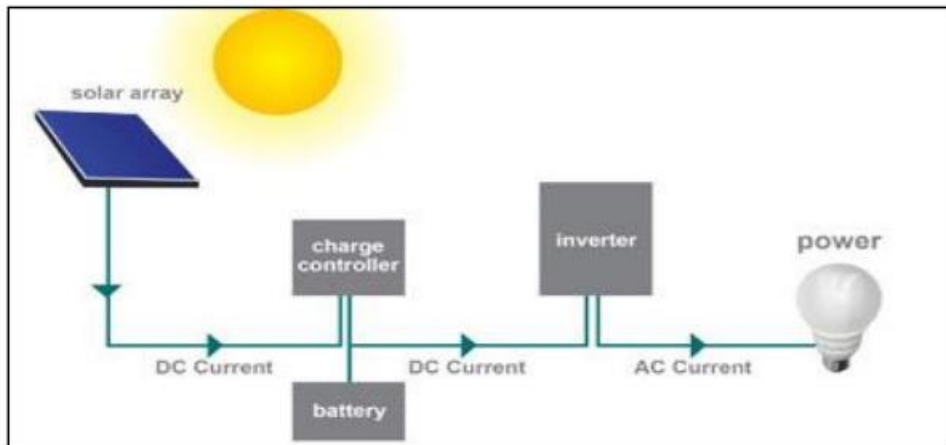 solar array
charge
controller
inverter
power
DC Current
DC Current
AC Current
battery